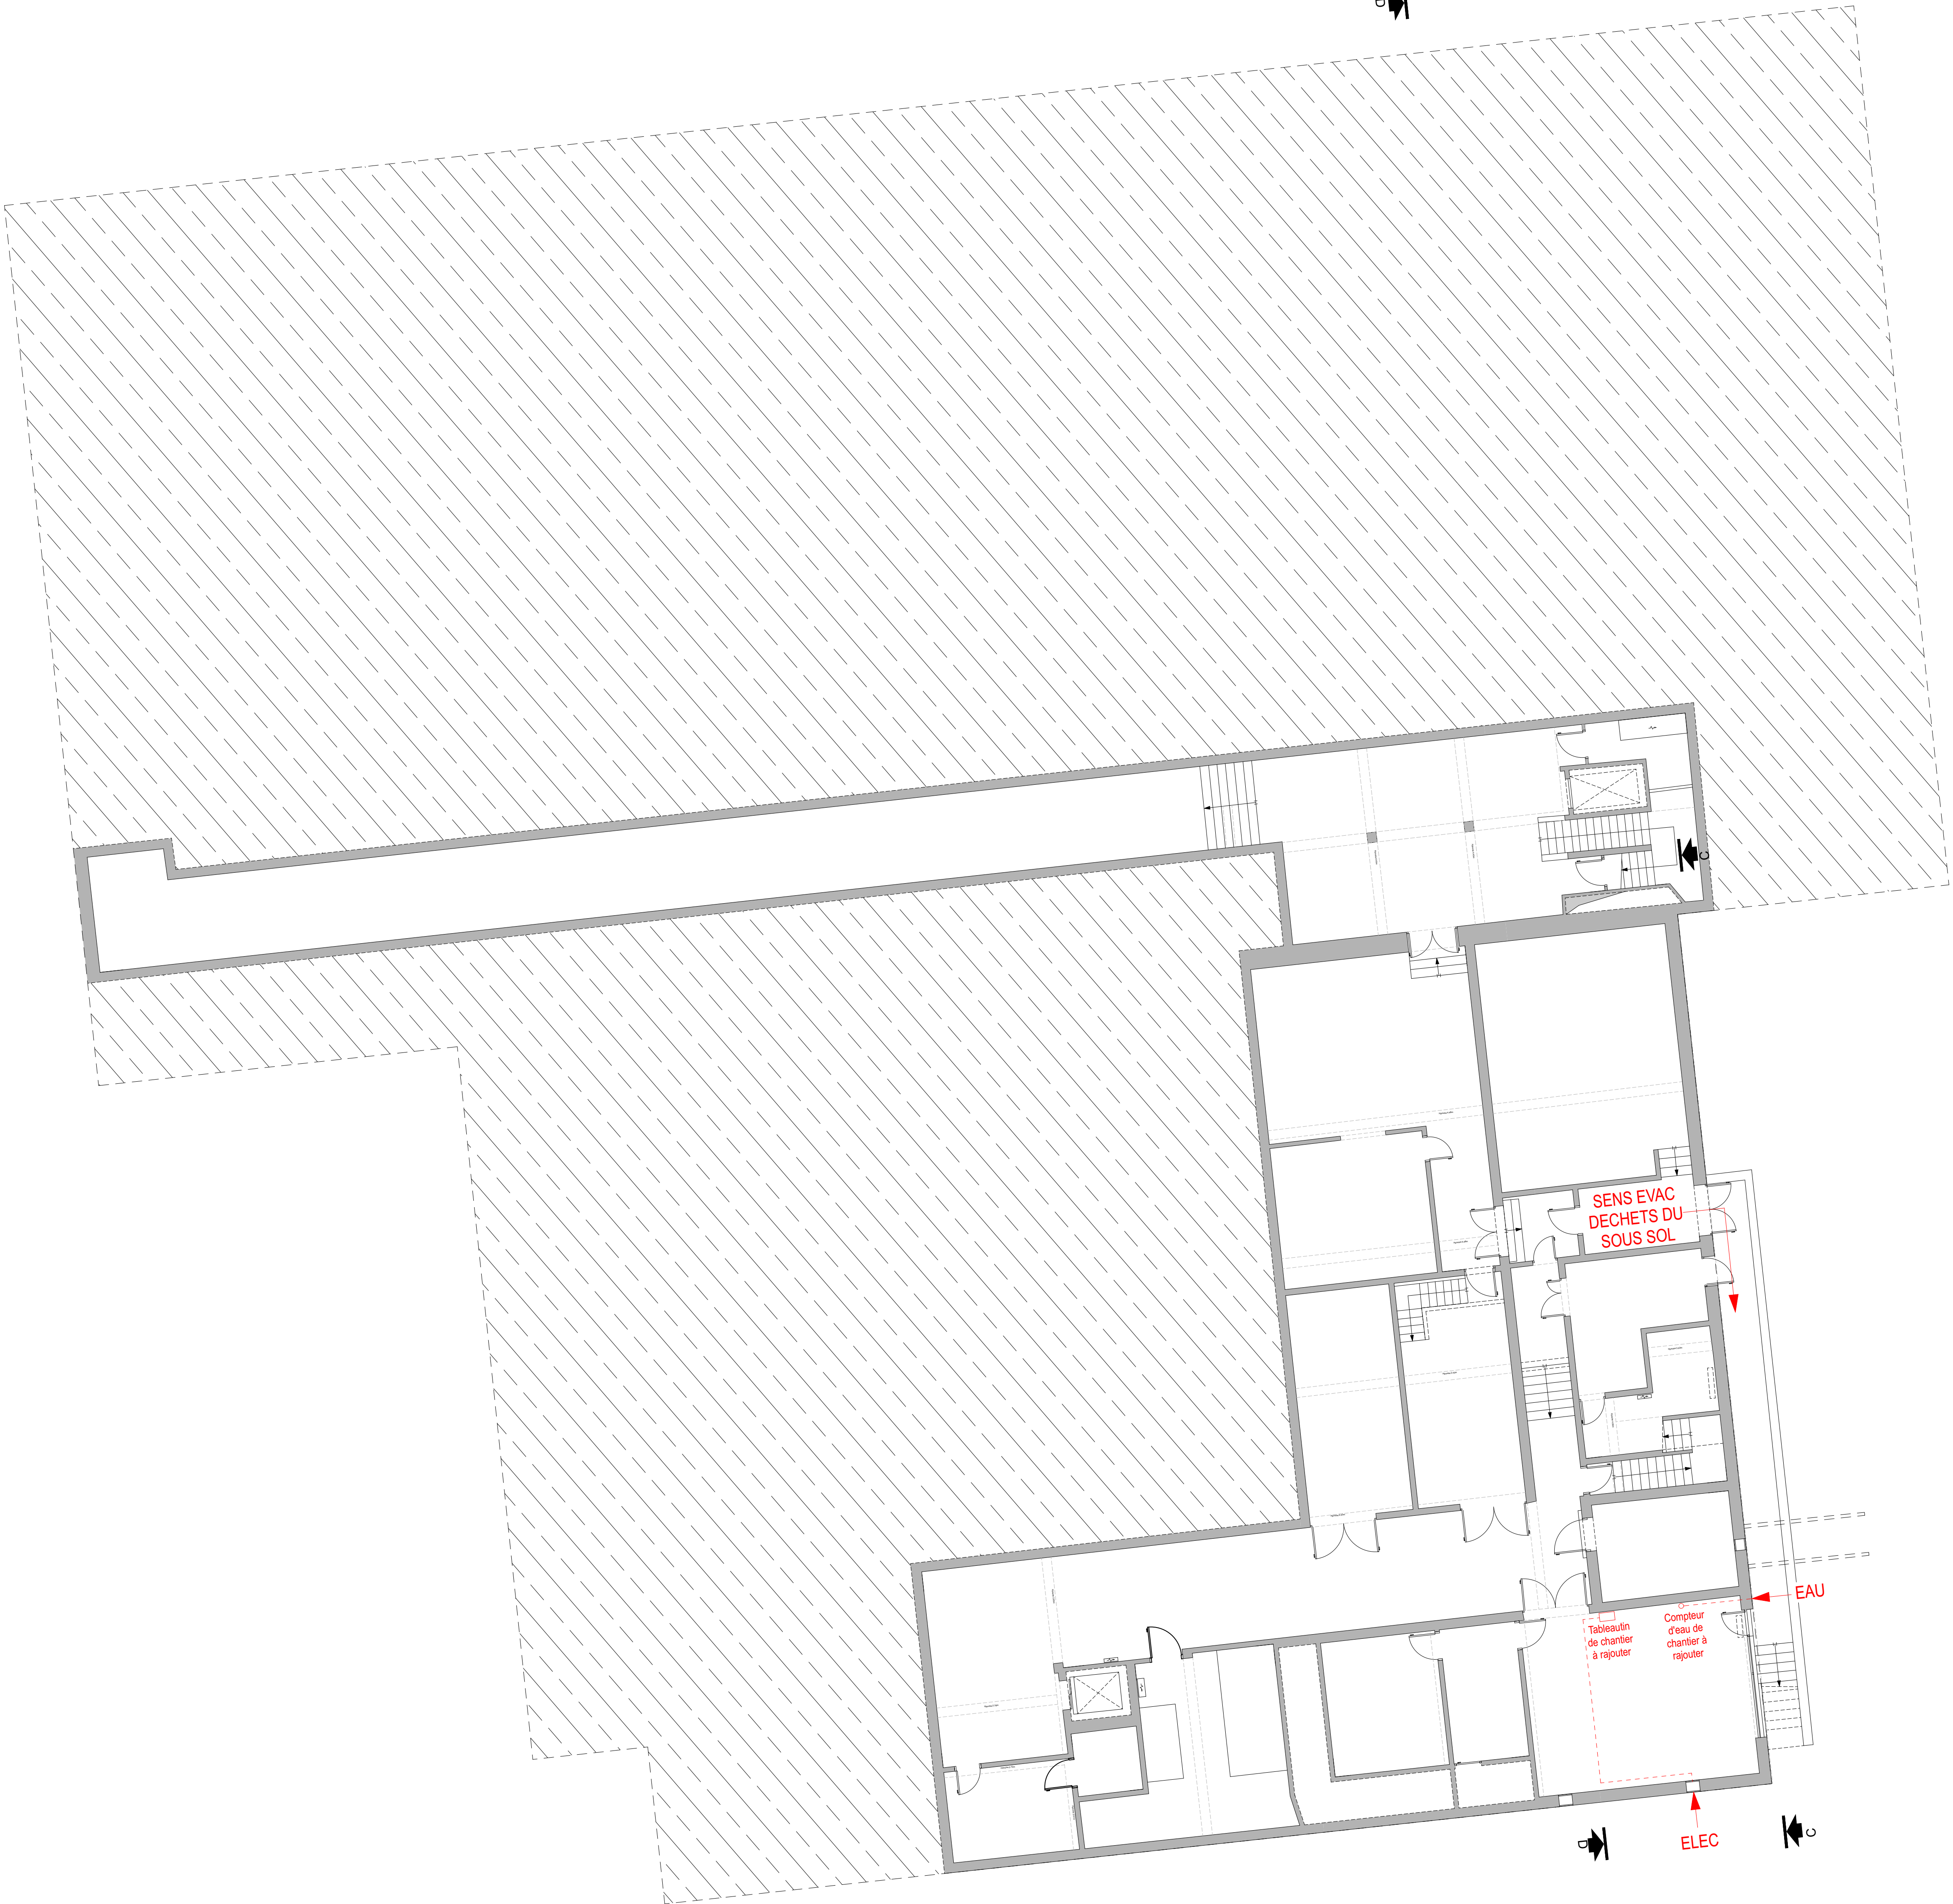 D
C
SENS EVAC
DECHETS DU
SOUS SOL
EAU
Tableautin
de chantier
à rajouter
Compteur
d'eau de
chantier à
rajouter
D
ELEC
C